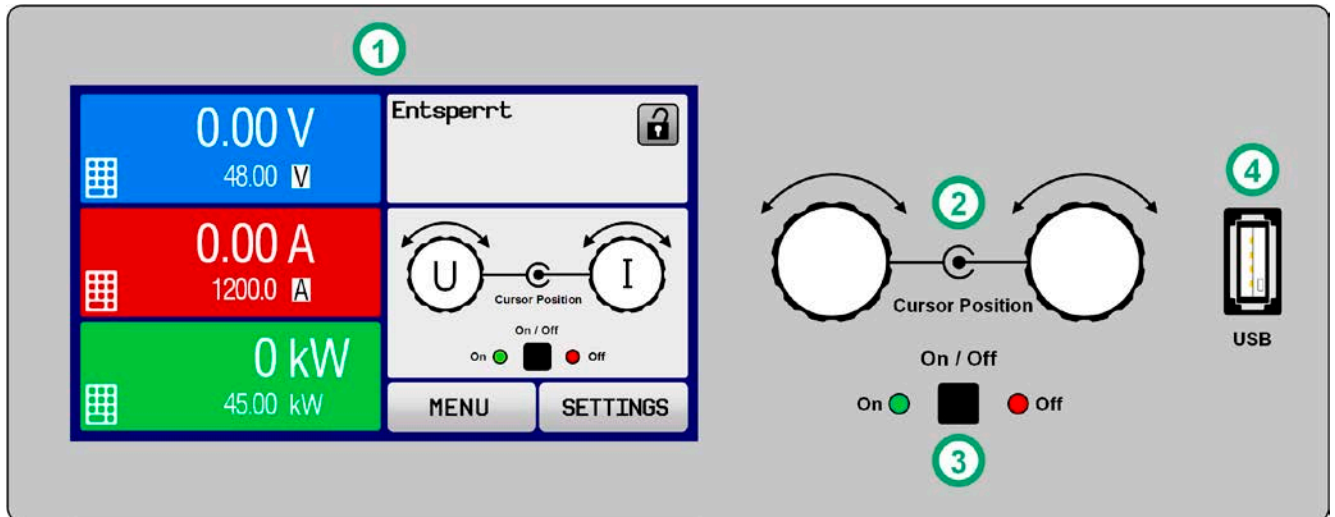 1
0.00 V
48.00 V
0.00 A
1200.0 A
0 kW
45.00 kW
Entsperrt
U
I
Cursor Position
On / Off
On
Off
MENU
SETTINGS
2
Cursor Position
On / Off
On
Off
3
4
USB